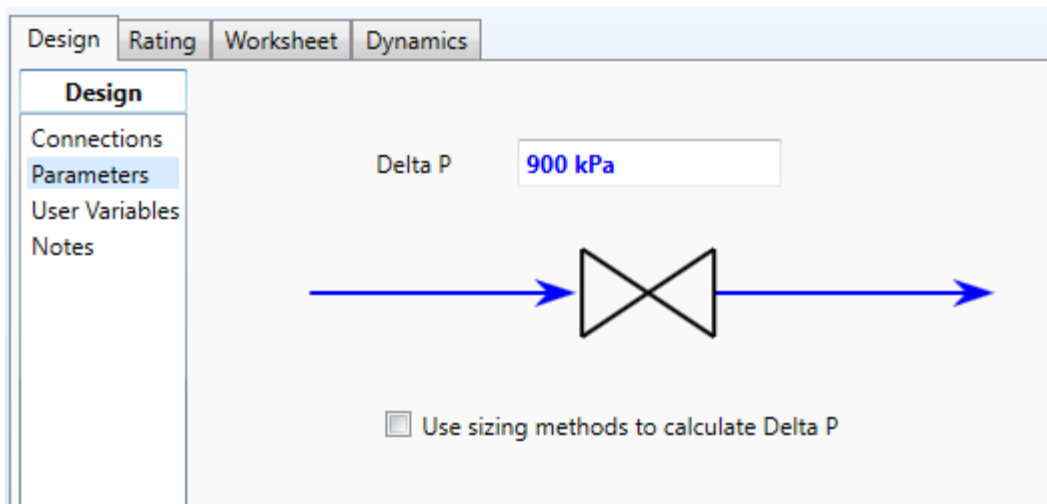 Design Rating Worksheet Dynamics
Design
Connections
Parameters
User Variables
Notes
Delta P 900 kPa
Use sizing methods to calculate Delta P